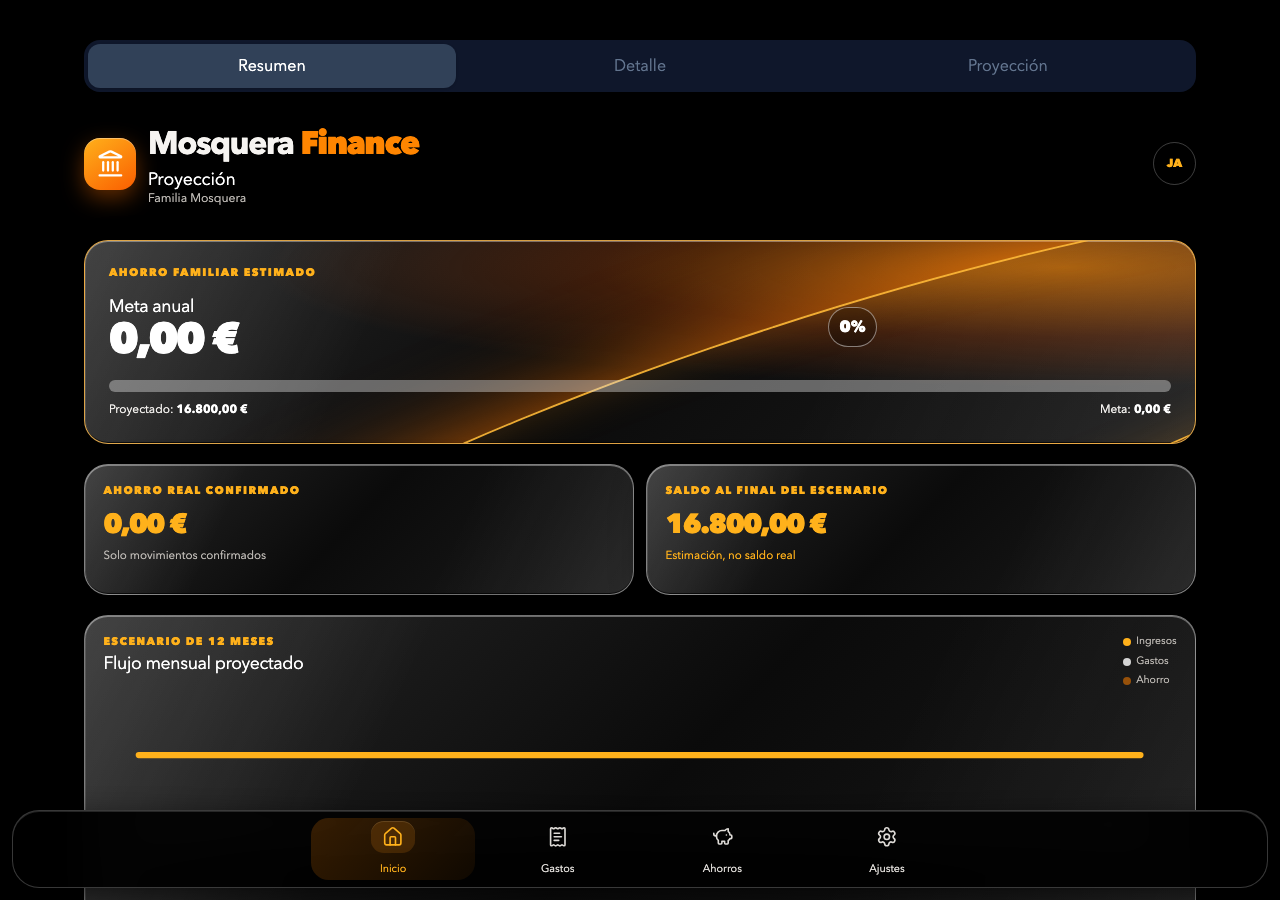 Resumen
Detalle
Proyección
Mosquera Finance
Proyección
Familia Mosquera
JA
AHORRO FAMILIAR ESTIMADO
Meta anual
0,00 €
0%
Proyectado: 16.800,00 €
Meta: 0,00 €
AHORRO REAL CONFIRMADO
0,00 €
Solo movimientos confirmados
SALDO AL FINAL DEL ESCENARIO
16.800,00 €
Estimación, no saldo real
ESCENARIO DE 12 MESES
Flujo mensual proyectado
Ingresos
Gastos
Ahorro
Inicio
Gastos
Ahorros
Ajustes